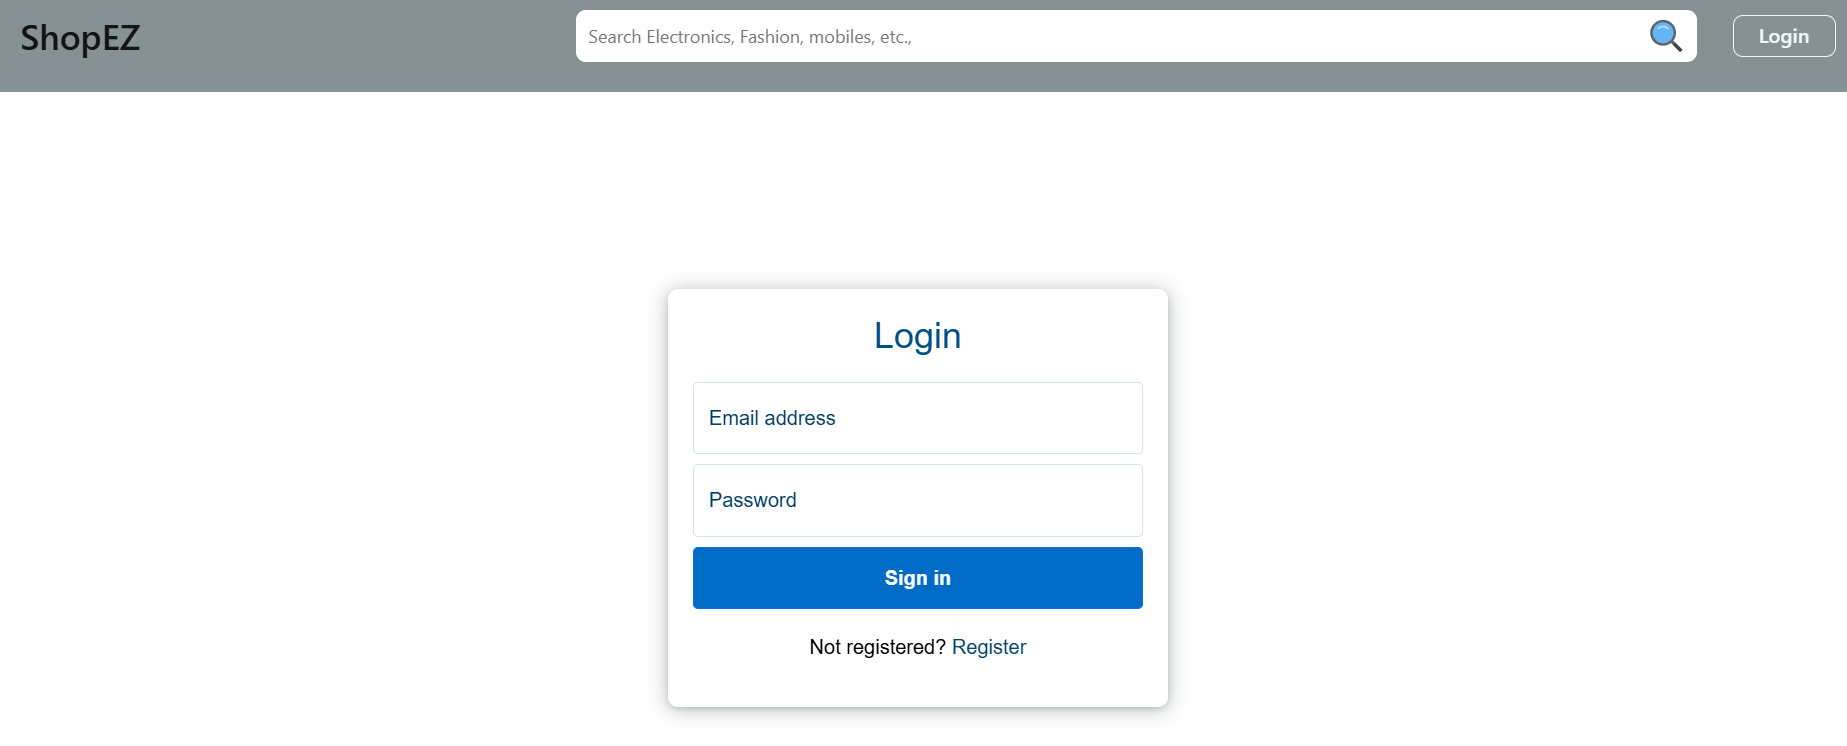 ShopEZ
Search Electronics, Fashion, mobiles, etc.,
Login
Login
Email address
Password
Sign in
Not registered? Register